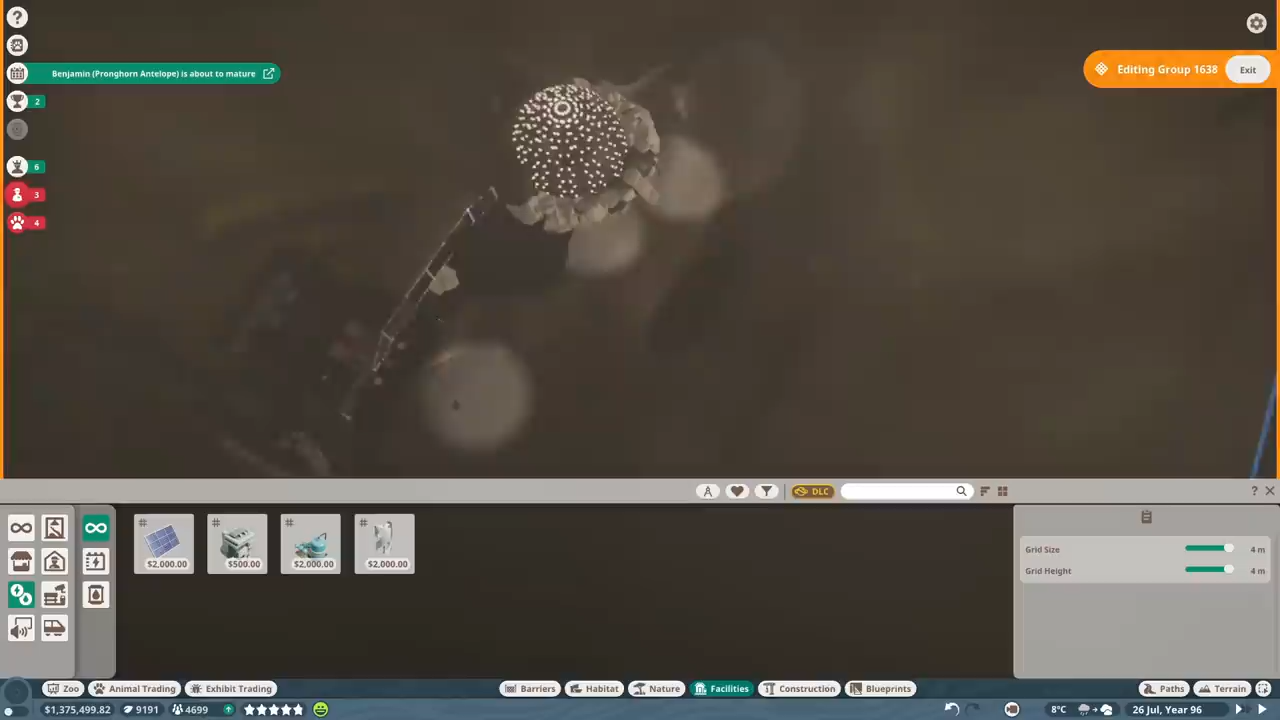 ?
Benjamin (Pronghorn Antelope) is about to mature
Editing Group 1638 Exit
2
6
3
4
DLC
? X
# $2,000.00 # $500.00 # $2,000.00 # $2,000.00
Grid Size 4 m
Grid Height 4 m
Zoo Animal Trading Exhibit Trading Barriers Habitat Nature Facilities Construction Blueprints Paths Terrain
$1,375,499.82 9191 4699 8°C 26 Jul, Year 96